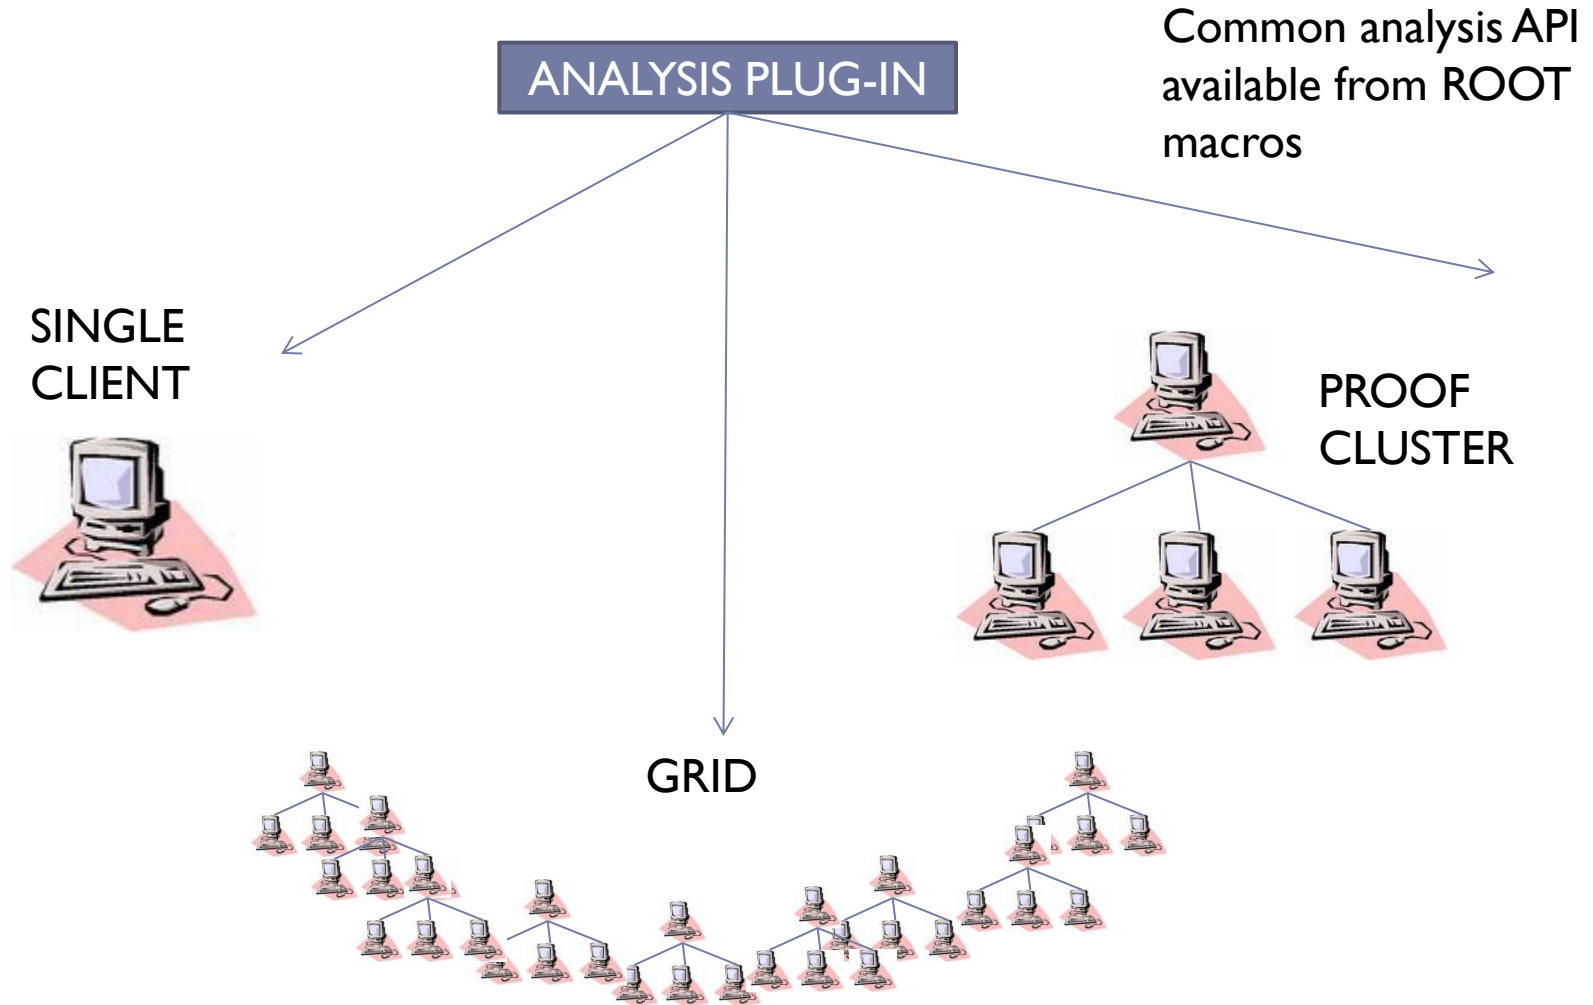 ANALYSIS PLUG-IN
Common analysis API
available from ROOT
macros
SINGLE
CLIENT
PROOF
CLUSTER
GRID